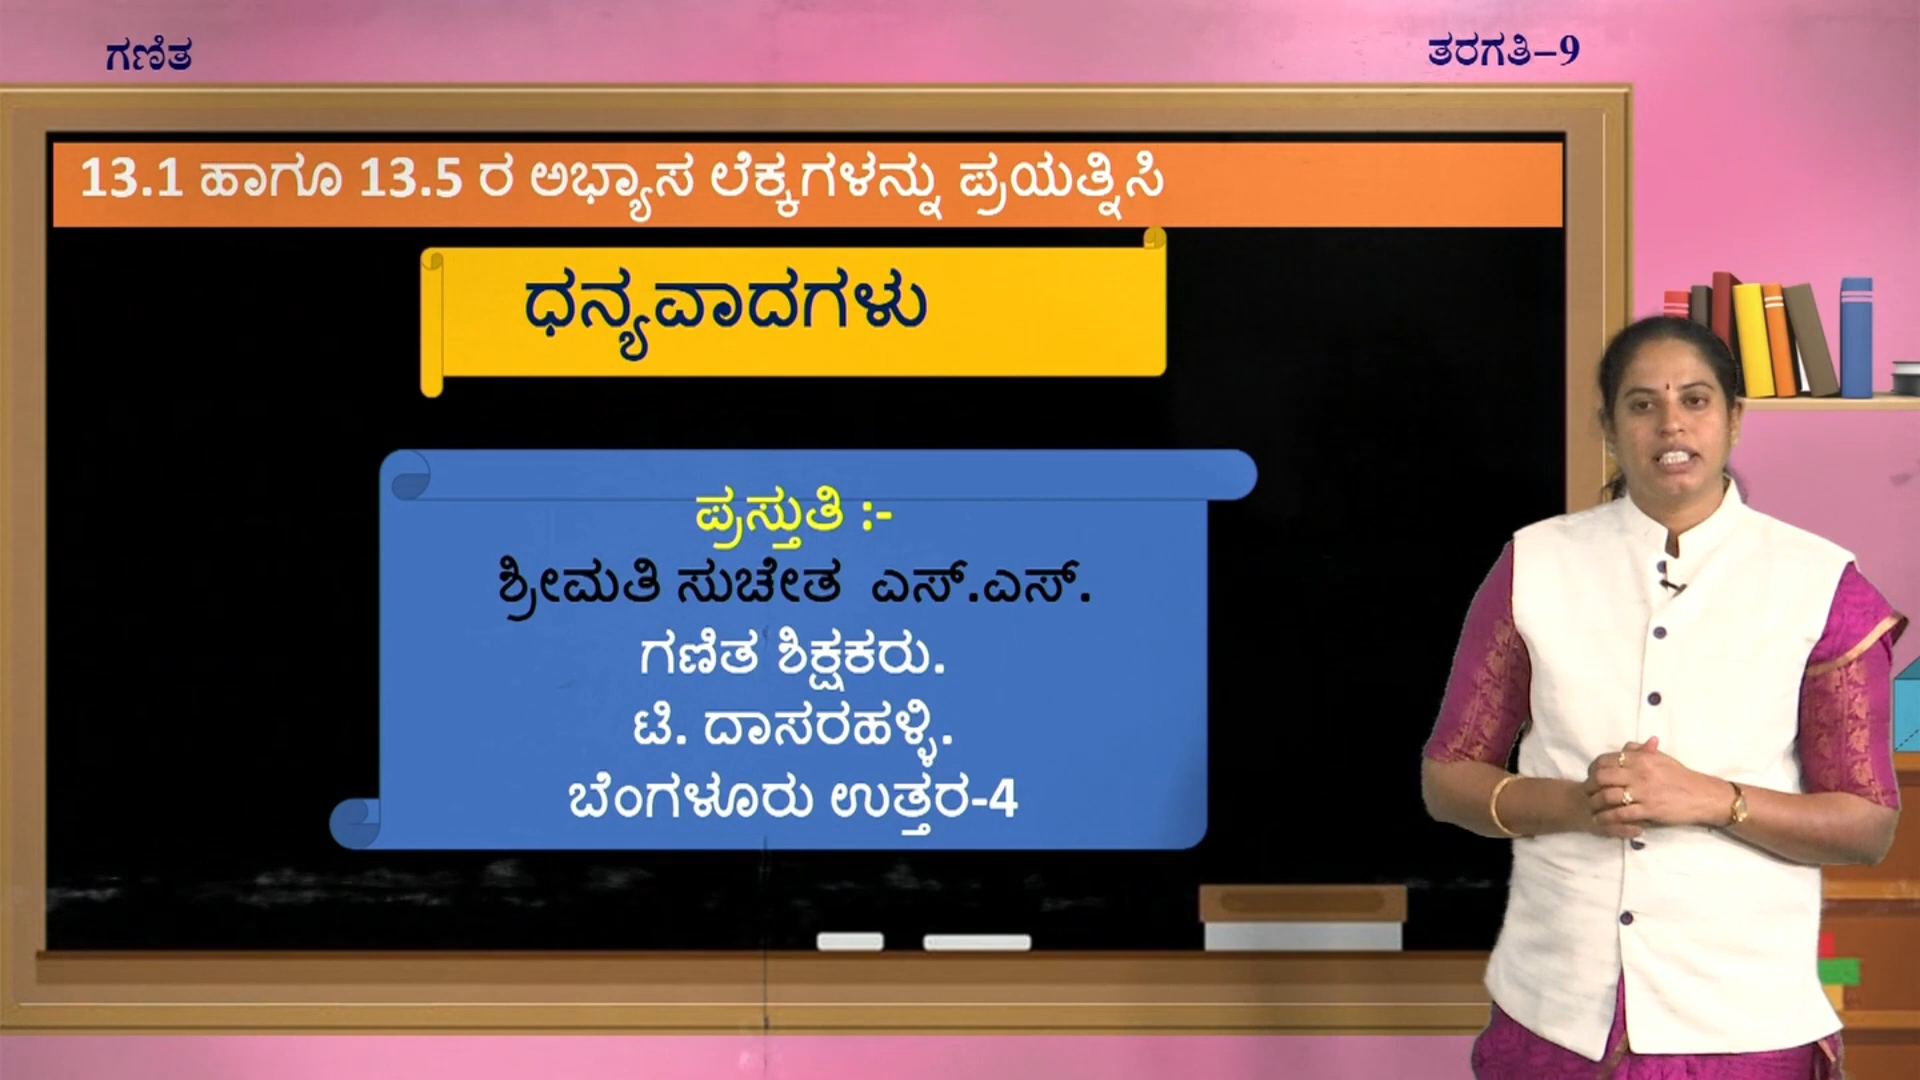 ಗಣಿತ
ತರಗತಿ–9
13.1 ಹಾಗೂ 13.5 ರ ಅಭ್ಯಾಸ ಲೆಕ್ಕಗಳನ್ನು ಪ್ರಯತ್ನಿಸಿ
ಧನ್ಯವಾದಗಳು
ಪ್ರಸ್ತುತಿ :-
ಶ್ರೀಮತಿ ಸುಚೇತ ಎಸ್.ಎಸ್.
ಗಣಿತ ಶಿಕ್ಷಕರು.
ಟಿ. ದಾಸರಹಳ್ಳಿ.
ಬೆಂಗಳೂರು ಉತ್ತರ-4